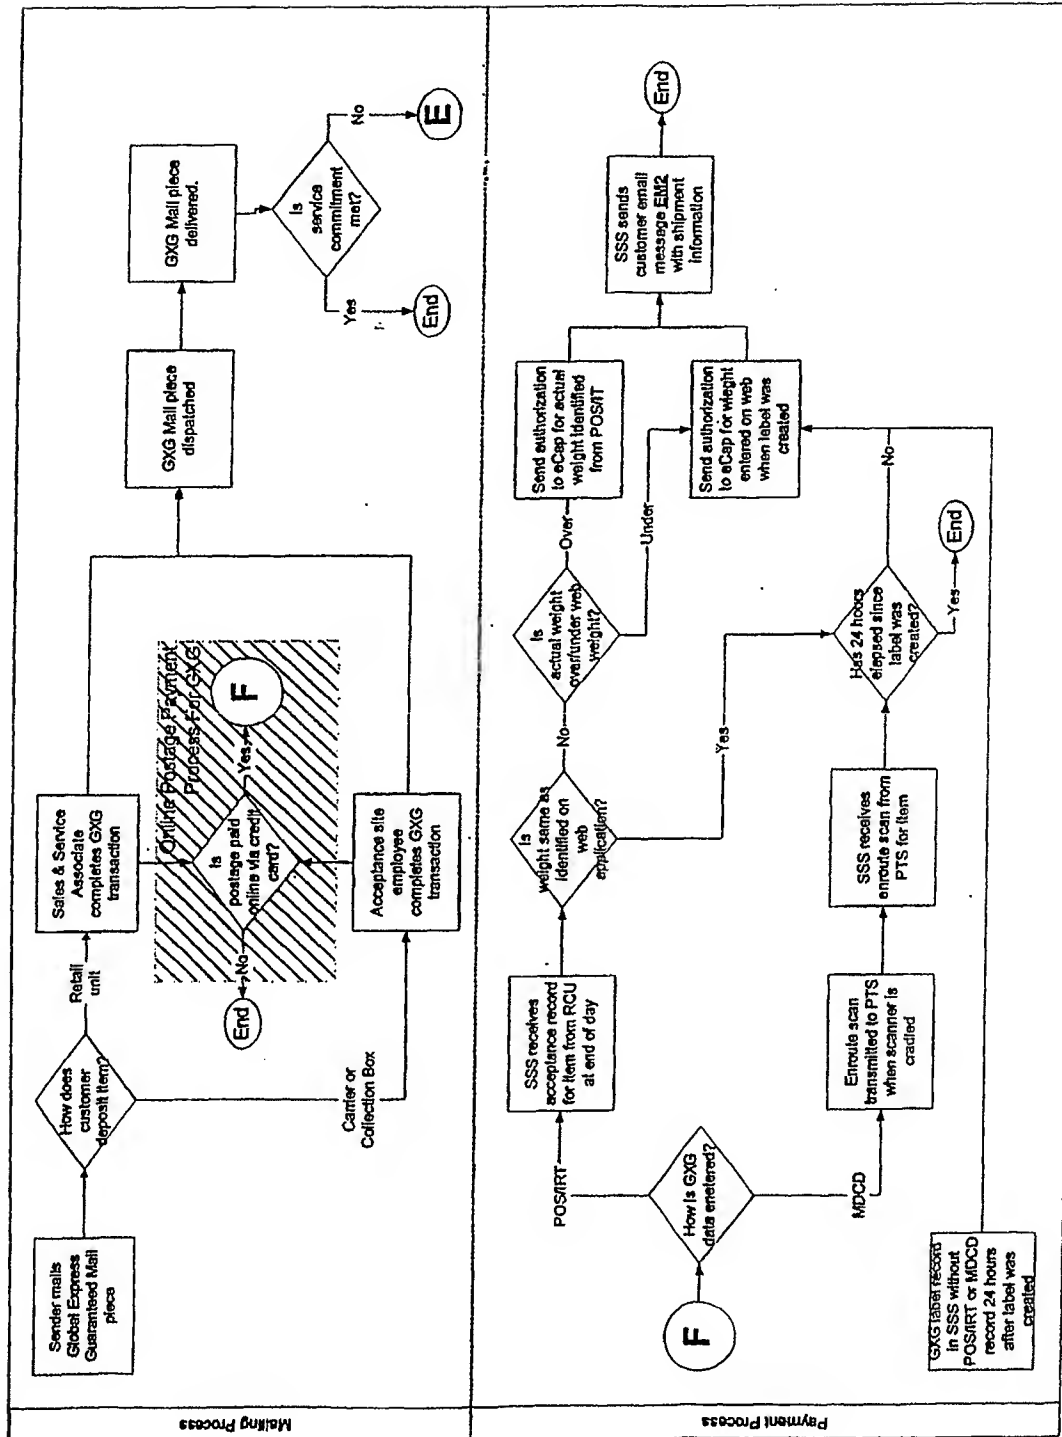 Mailing Process
Sender mails
Global Express
Guaranteed Mail
piece
How does
customer
deposit item?
Retail
unit
Carrier or
Collection Box
Sales & Service
Associate
completes GXG
transaction
Online Postage Payment
Process For GXG
Is
postage paid
online via credit
card?
No
End
Yes
F
Acceptance site
employee
completes GXG
transaction
GXG Mail piece
dispatched
GXG Mail piece
delivered.
Is
service
commitment
met?
Yes
End
No
E
Payment Process
F
How is GXG
data enetered?
POS/IRT
MDCD
SSS receives
acceptance record
for item from RCU
at end of day
Is
weight same as
identified on
web
application?
No
Yes
Is
actual weight
over/under web
weight?
Over
Under
Send authorization
to eCap for actual
weight identified
from POS/IT
Send authorization
to eCap for wieght
entered on web
when label was
created
SSS sends
customer email
message EM2
with shipment
information
End
Enroute scan
transmitted to PTS
when scanner is
cradled
SSS receives
enroute scan from
PTS for item
Has 24 hours
elapsed since
label was
created?
No
Yes
End
GXG label record
in SSS without
POS/IRT or MDCD
record 24 hours
after label was
created